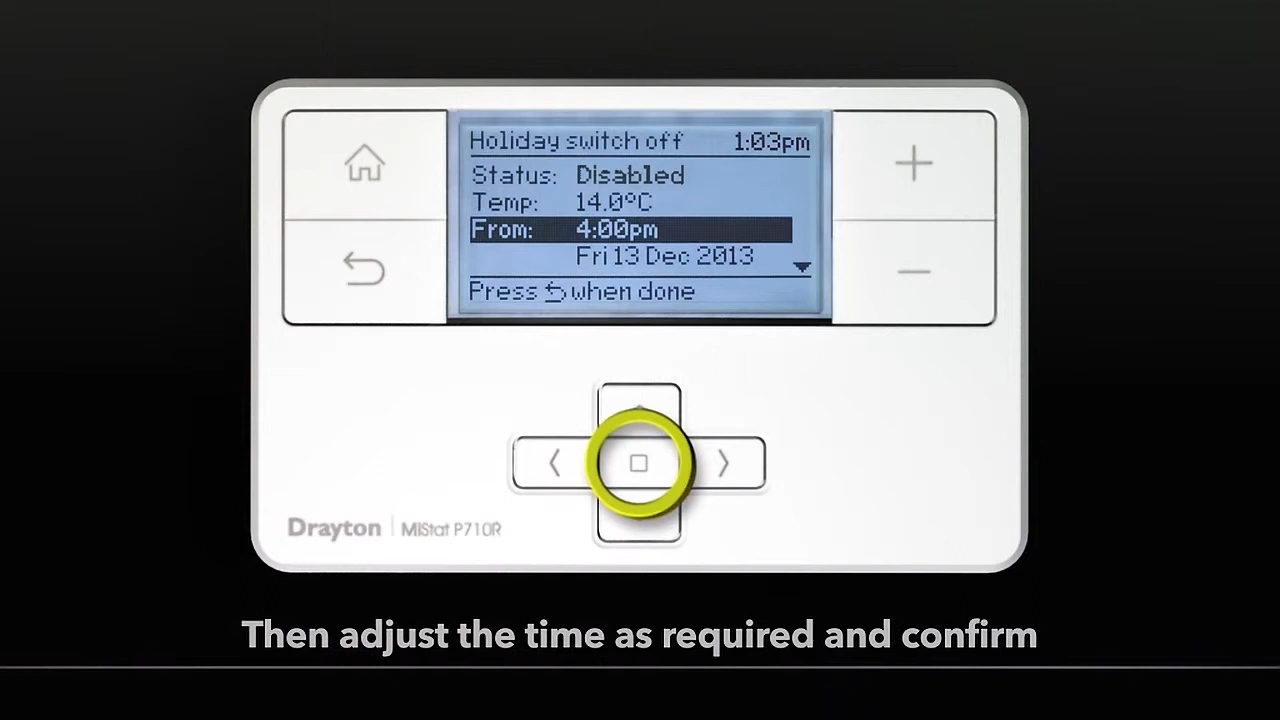 Holiday switch off 1:03pm
Status: Disabled
Temp: 14.0ºC
From: 4:00pm
Fri 13 Dec 2013
Press when done
Drayton MiStat P710R
Then adjust the time as required and confirm